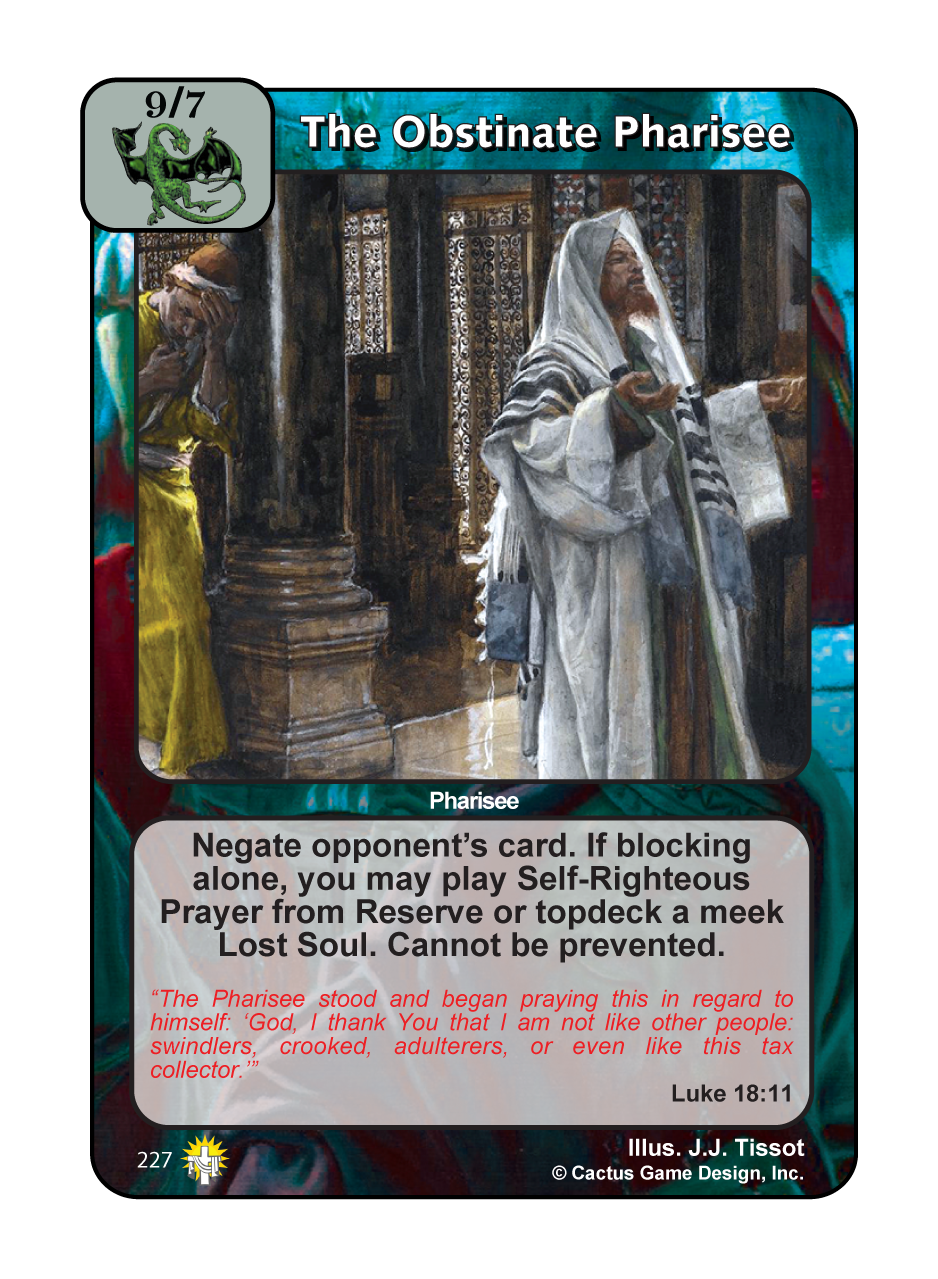 9/7
The Obstinate Pharisee
Pharisee
Negate opponent’s card. If blocking
alone, you may play Self-Righteous
Prayer from Reserve or topdeck a meek
Lost Soul. Cannot be prevented.
“The Pharisee stood and began praying this in regard to
himself: ‘God, I thank You that I am not like other people:
swindlers, crooked, adulterers, or even like this tax
collector.’”
Luke 18:11
227
Illus. J.J. Tissot
© Cactus Game Design, Inc.